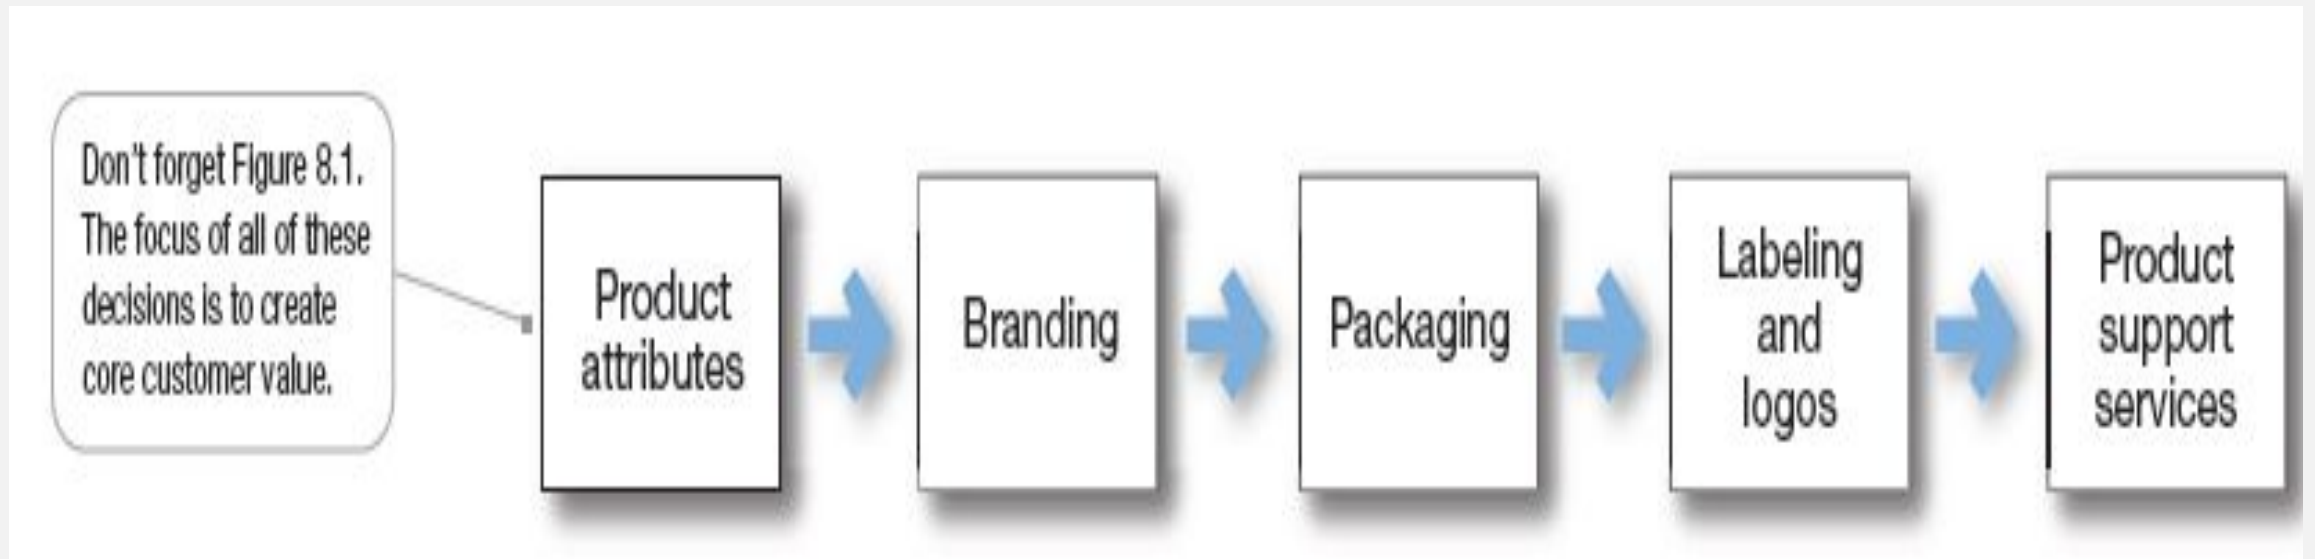 Don't forget Figure 8.1.
The focus of all of these
decisions is to create
core customer value.
Product
attributes
Branding
Packaging
Labeling
and
logos
Product
support
services